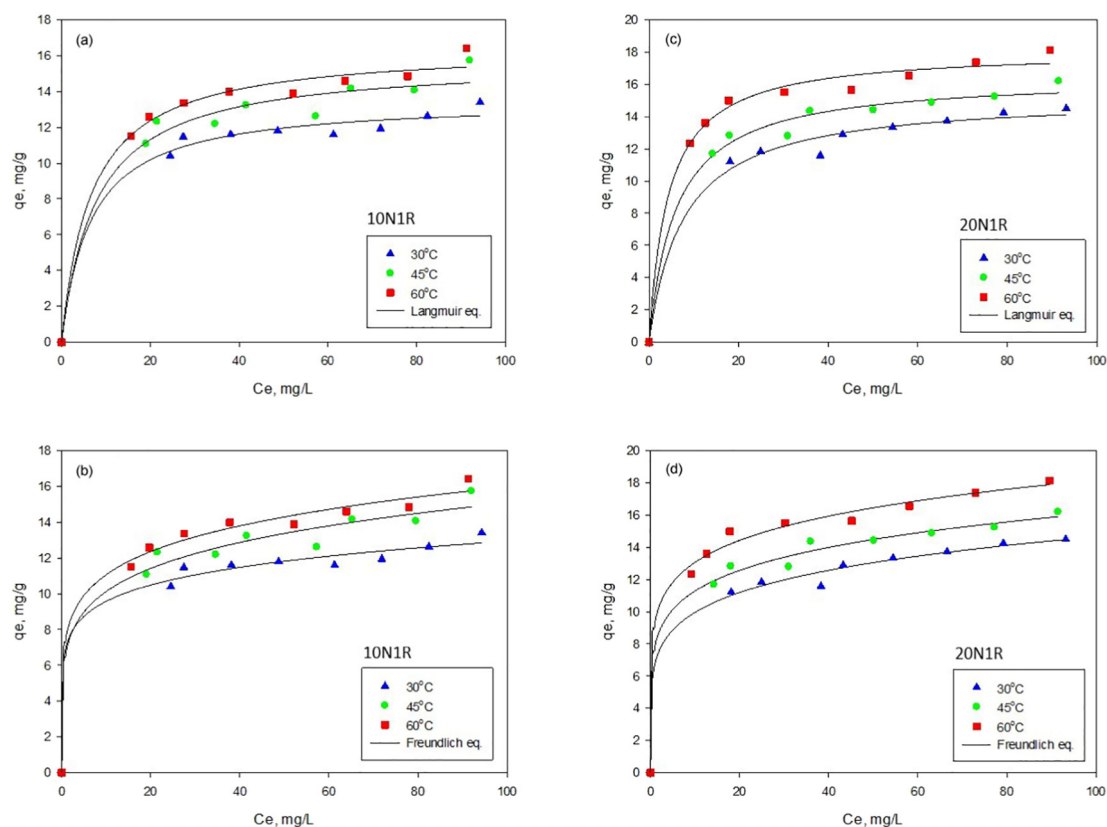 (a)
18
16
14
12
10
8
6
4
2
0
qe, mg/g
0 20 40 60 80 100
Ce, mg/L
10N1R
30°C
45°C
60°C
Langmuir eq.
(c)
20
18
16
14
12
10
8
6
4
2
0
qe, mg/g
0 20 40 60 80 100
Ce, mg/L
20N1R
30°C
45°C
60°C
Langmuir eq.
(b)
18
16
14
12
10
8
6
4
2
0
qe, mg/g
0 20 40 60 80 100
Ce, mg/L
10N1R
30°C
45°C
60°C
Freundlich eq.
(d)
20
18
16
14
12
10
8
6
4
2
0
qe, mg/g
0 20 40 60 80 100
Ce, mg/L
20N1R
30°C
45°C
60°C
Freundlich eq.